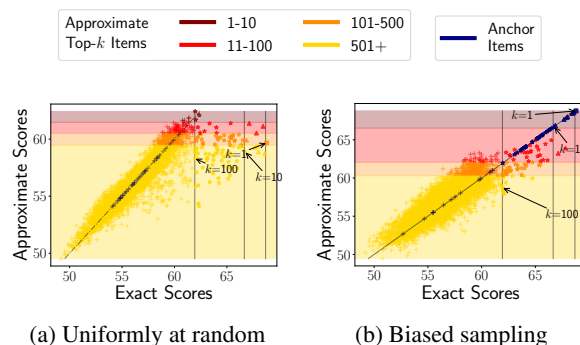 Approximate 1-10 101-500 Anchor
Top-k Items 11-100 501+ Items
Approximate Scores
60
55
50
k=1
k=100
k=10
50 55 60 65
Exact Scores
(a) Uniformly at random
Approximate Scores
65
60
55
50
k=1
k=1
k=100
50 55 60 65
Exact Scores
(b) Biased sampling